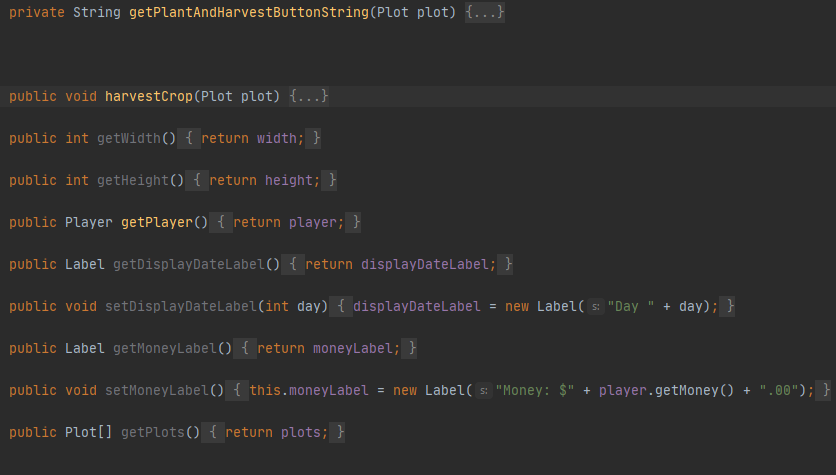 private String getPlantAndHarvestButtonString(Plot plot) {...}
public void harvestCrop(Plot plot) {...}
public int getWidth() { return width; }
public int getHeight() { return height; }
public Player getPlayer() { return player; }
public Label getDisplayDateLabel() { return displayDateLabel; }
public void setDisplayDateLabel(int day) { displayDateLabel = new Label( s: "Day " + day); }
public Label getMoneyLabel() { return moneyLabel; }
public void setMoneyLabel() { this.moneyLabel = new Label( s: "Money: $" + player.getMoney() + ".00"); }
public Plot[] getPlots() { return plots; }